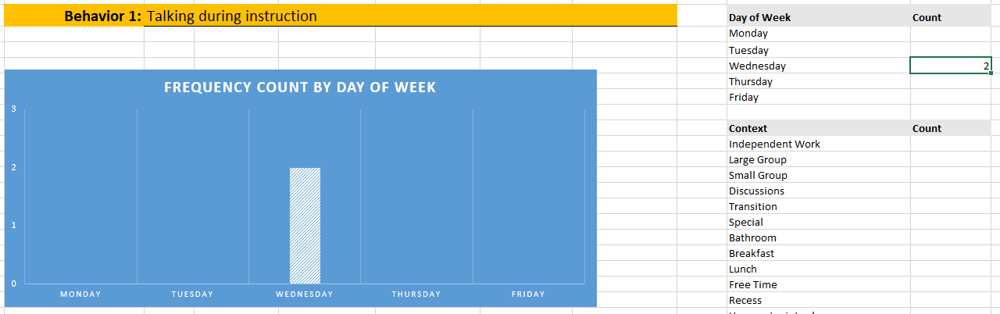 Behavior 1: Talking during instruction
FREQUENCY COUNT BY DAY OF WEEK
3
2
1
0
MONDAY TUESDAY WEDNESDAY THURSDAY FRIDAY
Day of Week Count
Monday
Tuesday
Wednesday 2
Thursday
Friday
Context Count
Independent Work
Large Group
Small Group
Discussions
Transition
Special
Bathroom
Breakfast
Lunch
Free Time
Recess